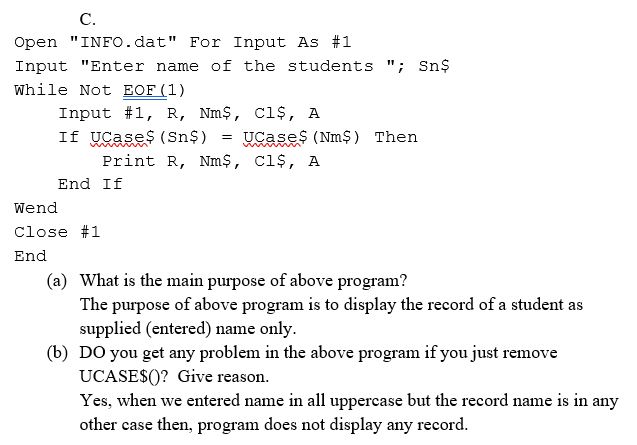 C.
Open "INFO.dat" For Input As #1
Input "Enter name of the students "; Sn$
While Not EOF(1)
Input #1, R, Nm$, Cl$, A
If UCase$(Sn$) = UCase$(Nm$) Then
Print R, Nm$, Cl$, A
End If
Wend
Close #1
End
(a) What is the main purpose of above program?
The purpose of above program is to display the record of a student as
supplied (entered) name only.
(b) DO you get any problem in the above program if you just remove
UCASE$()? Give reason.
Yes, when we entered name in all uppercase but the record name is in any
other case then, program does not display any record.